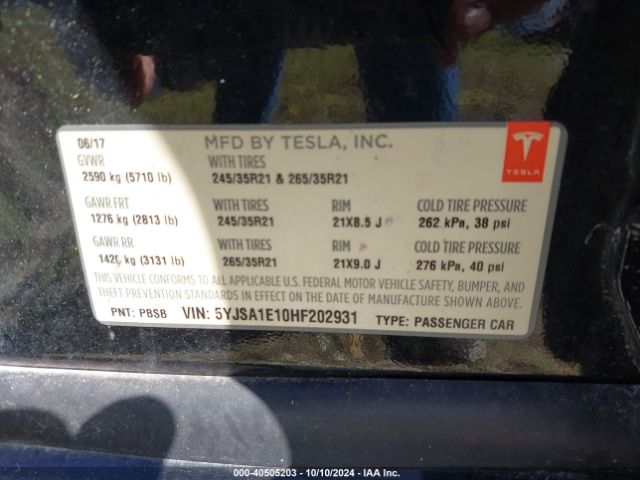 06/17 MFD BY TESLA, INC.
GVWR WITH TIRES
2590 kg (5710 lb) 245/35R21 & 265/35R21
TESLA
GAWR FRT WITH TIRES RIM COLD TIRE PRESSURE
1276 kg (2813 lb) 245/35R21 21X8.5 J 262 kPa, 38 psi
GAWR RR WITH TIRES RIM COLD TIRE PRESSURE
1420 kg (3131 lb) 265/35R21 21X9.0 J 276 kPa, 40 psi
THIS VEHICLE CONFORMS TO ALL APPLICABLE U.S. FEDERAL MOTOR VEHICLE SAFETY, BUMPER, AND
THEFT PREVENTION STANDARDS IN EFFECT ON THE DATE OF MANUFACTURE SHOWN ABOVE.
PNT: PBSB VIN: 5YJSA1E10HF202931 TYPE: PASSENGER CAR
000-40505203 - 10/10/2024 - IAA Inc.